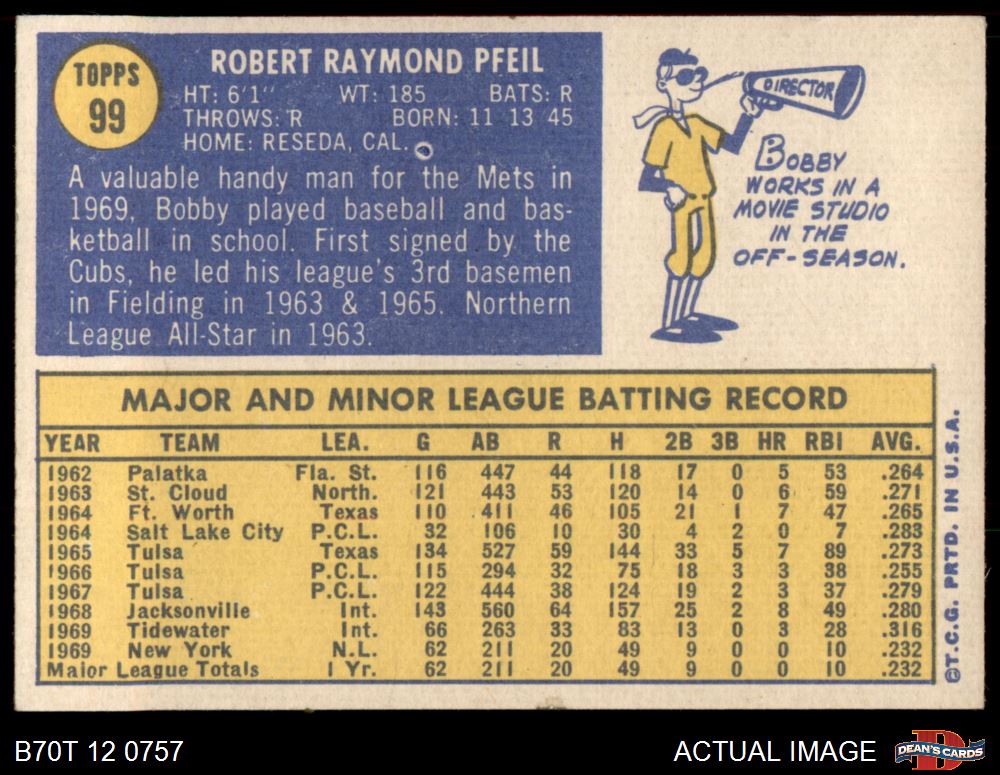 TOPPS
99
ROBERT RAYMOND PFEIL
HT: 6'1" WT: 185 BATS: R
THROWS: R BORN: 11 13 45
HOME: RESEDA, CAL.
A valuable handy man for the Mets in
1969, Bobby played baseball and bas-
ketball in school. First signed by the
Cubs, he led his league's 3rd basemen
in Fielding in 1963 & 1965. Northern
League All-Star in 1963.
DIRECTOR
BOBBY
WORKS IN A
MOVIE STUDIO
IN THE
OFF-SEASON.
MAJOR AND MINOR LEAGUE BATTING RECORD
YEAR TEAM LEA. G AB R H 2B 3B HR RBI AVG.
1962 Palatka Fla. St. 116 447 44 118 17 0 5 53 .264
1963 St. Cloud North. 121 443 53 120 14 0 6 59 .271
1964 Ft. Worth Texas 110 411 46 105 21 1 7 47 .265
1964 Salt Lake City P.C.L. 32 106 10 30 4 2 0 7 .283
1965 Tulsa Texas 134 527 59 144 33 5 7 89 .273
1966 Tulsa P.C.L. 115 294 32 75 18 3 3 38 .255
1967 Tulsa P.C.L. 122 444 38 124 19 2 3 37 .279
1968 Jacksonville Int. 143 560 64 157 25 2 8 49 .280
1969 Tidewater Int. 66 263 33 83 13 0 3 28 .316
1969 New York N.L. 62 211 20 49 9 0 0 10 .232
Major League Totals 1 Yr. 62 211 20 49 9 0 0 10 .232
©T.C.G. PRTD. IN U.S.A.
B70T 12 0757
ACTUAL IMAGE
D
DEAN'S CARDS